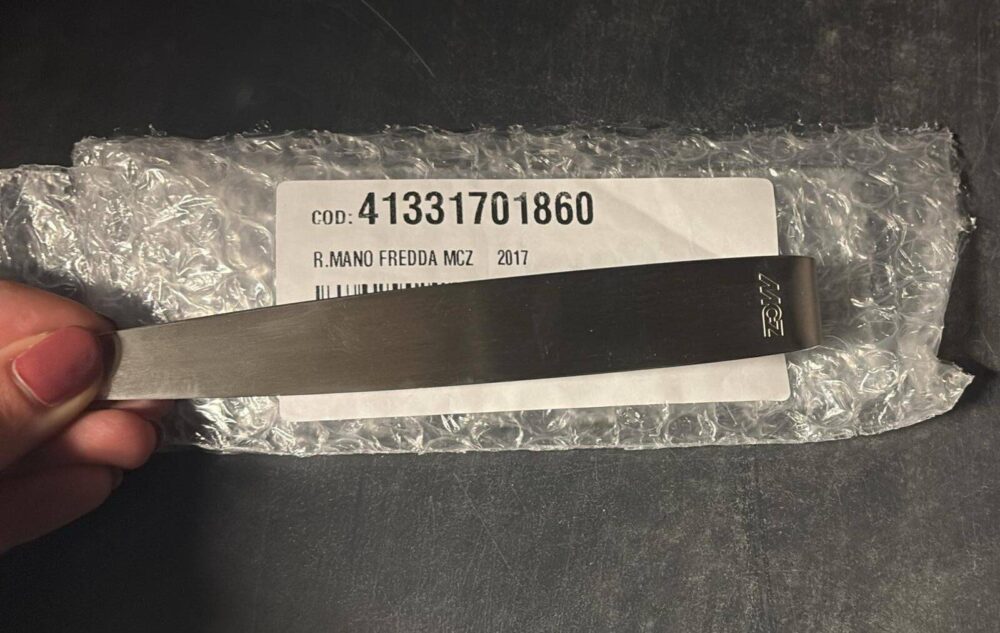 COD: 41331701860
R.MANO FREDDA MCZ 2017
MCZ